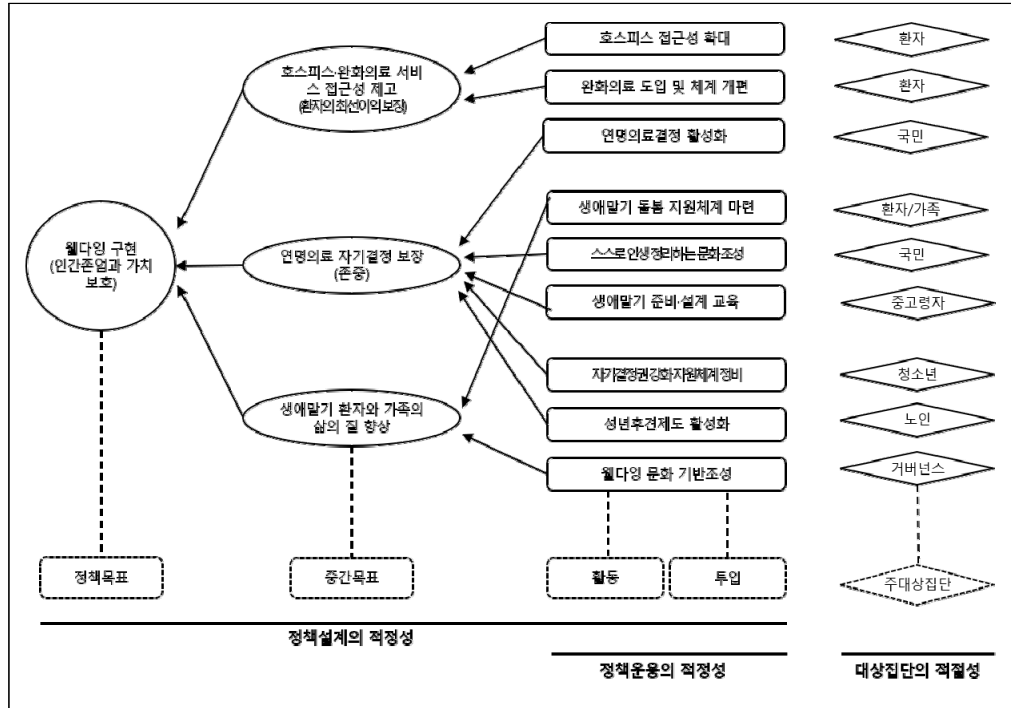 호스피스 접근성 확대
환자
호스피스·완화의료 서비
스 접근성 제고
(환자의 최선이익 보장)
완화의료 도입 및 체계 개편
환자
연명의료결정 활성화
국민
생애말기 돌봄 지원체계 마련
환자/가족
웰다잉 구현
(인간존엄과 가치
보호)
연명의료 자기결정 보장
(존중)
스스로 인생 정리하는 문화 조성
국민
생애말기 준비·설계 교육
중고령자
자기결정권 강화 지원체계 정비
청소년
생애말기 환자와 가족의
삶의 질 향상
성년후견제도 활성화
노인
웰다잉 문화 기반조성
거버넌스
정책목표
중간목표
활동
투입
주대상집단
정책설계의 적정성
정책운용의 적정성
대상집단의 적절성